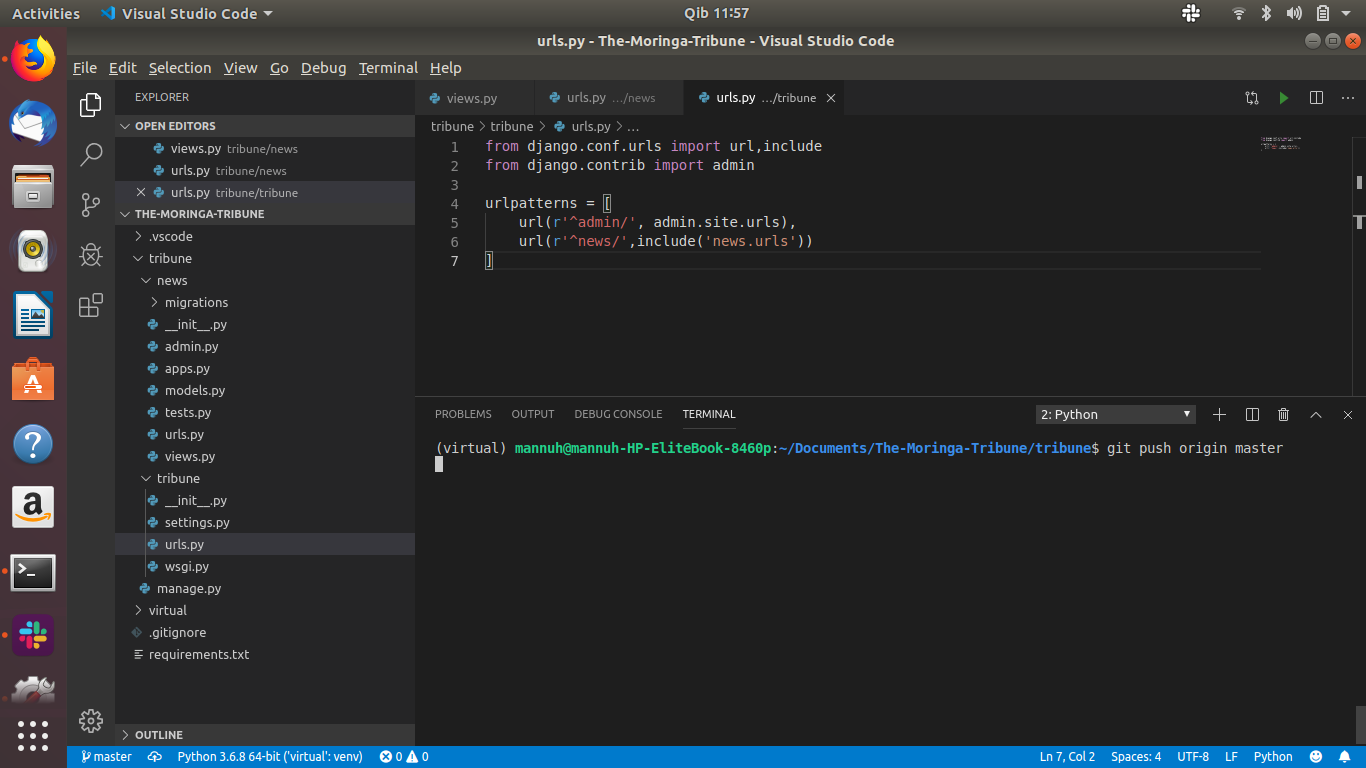 Activities
Visual Studio Code
Qib 11:57
urls.py - The-Moringa-Tribune - Visual Studio Code
File Edit Selection View Go Debug Terminal Help
EXPLORER
OPEN EDITORS
views.py tribune/news
urls.py tribune/news
urls.py tribune/tribune
THE-MORINGA-TRIBUNE
.vscode
tribune
news
migrations
__init__.py
admin.py
apps.py
models.py
tests.py
urls.py
views.py
tribune
__init__.py
settings.py
urls.py
wsgi.py
manage.py
virtual
.gitignore
requirements.txt
OUTLINE
views.py
urls.py …/news
urls.py …/tribune
tribune > tribune > urls.py > …
1 from django.conf.urls import url,include
2 from django.contrib import admin
3
4 urlpatterns = [
5     url(r'^admin/', admin.site.urls),
6     url(r'^news/',include('news.urls'))
7 ]
PROBLEMS OUTPUT DEBUG CONSOLE TERMINAL
2: Python
(virtual) mannuh@mannuh-HP-EliteBook-8460p:~/Documents/The-Moringa-Tribune/tribune$ git push origin master
master
Python 3.6.8 64-bit ('virtual': venv)
0 0
Ln 7, Col 2
Spaces: 4
UTF-8
LF
Python